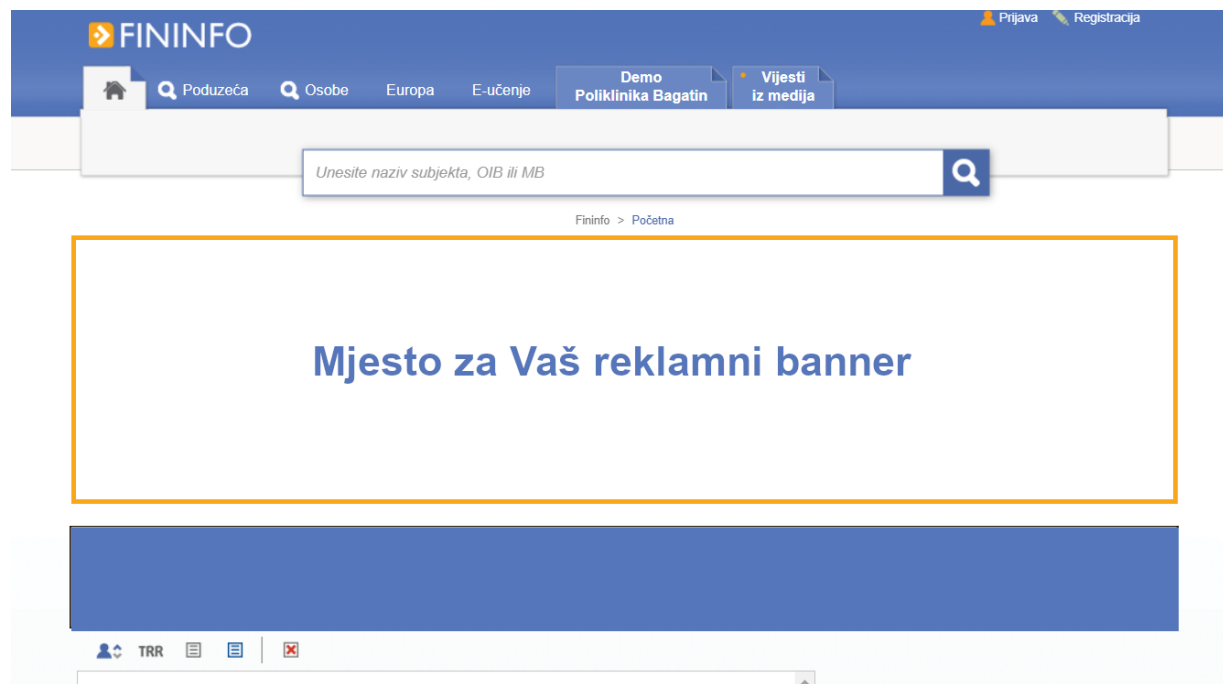 Prijava Registracija
FININFO
Poduzeća Osobe Europa E-učenje Demo Vijesti
Poliklinika Bagatin iz medija
Unesite naziv subjekta, OIB ili MB
Fininfo > Početna
Mjesto za Vaš reklamni banner
TRR